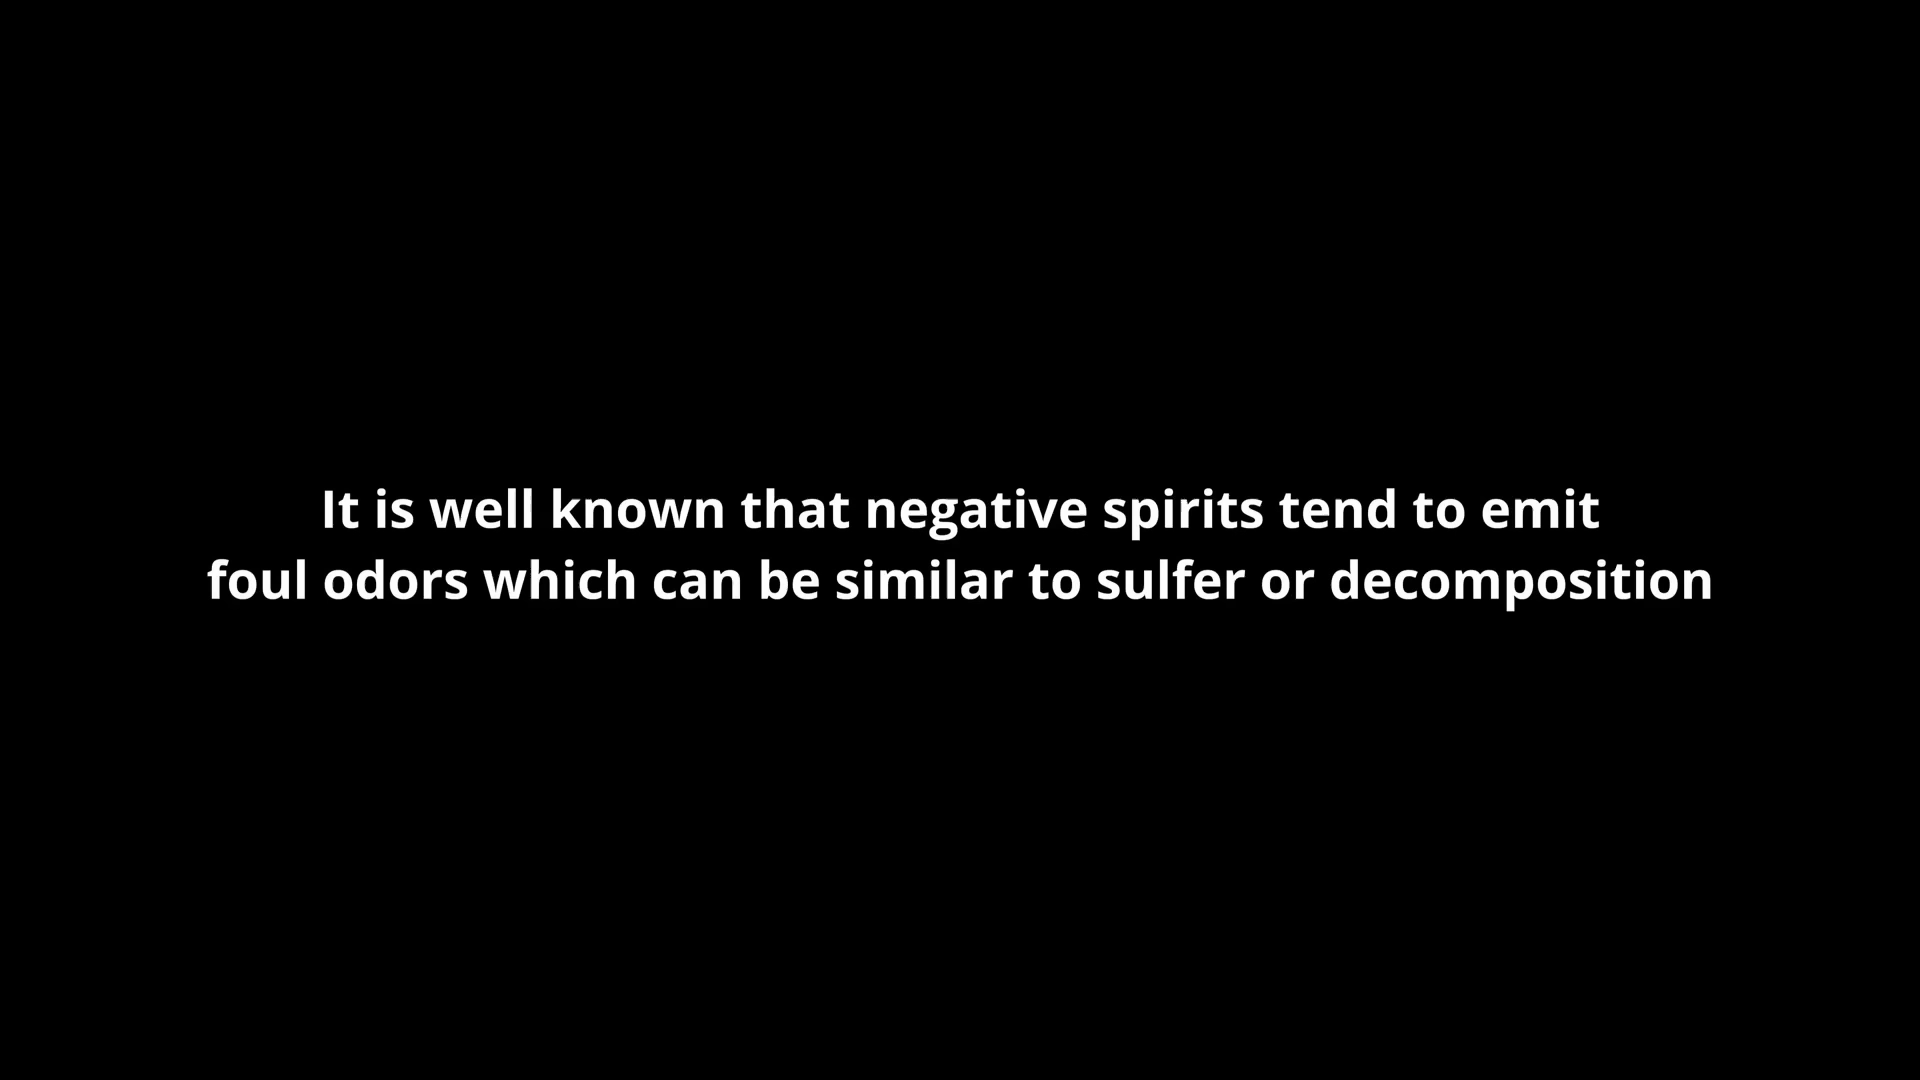 It is well known that negative spirits tend to emit
foul odors which can be similar to sulfer or decomposition